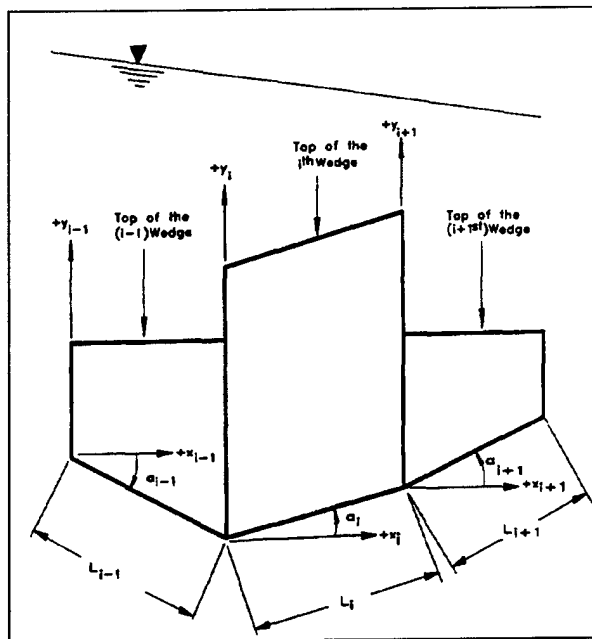 +y i+1
Top of the
ith Wedge
+y i
Top of the
(i-1) Wedge
Top of the
(i+1st) Wedge
+y i-1
+x i-1
α i-1
α i+1
+x i+1
α i
+x i
L i-1
L i
L i+1